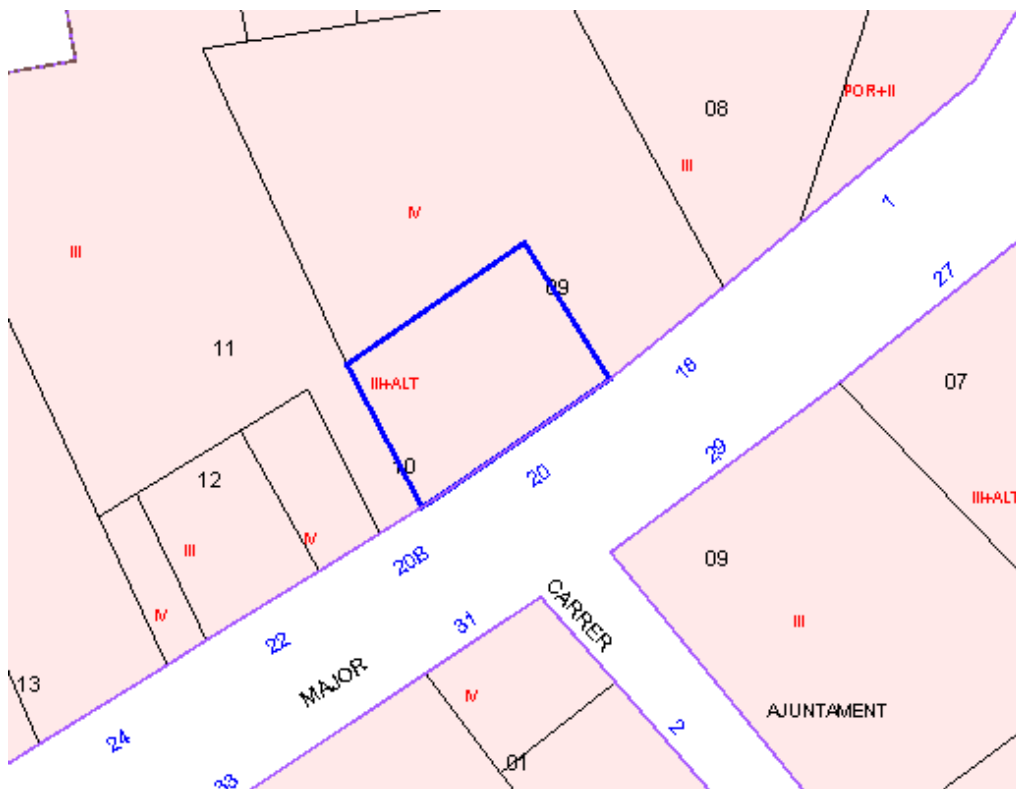 POR+II
08
III
1
IV
III
27
09
11
18
07
III+ALT
10
29
12
20
III+ALT
III
IV
20B
09
IV
31
CARRER
III
22
MAJOR
13
IV
2
AJUNTAMENT
24
01
33